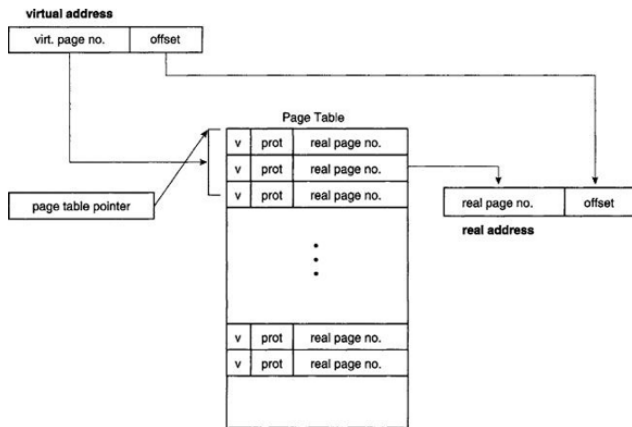 virtual address
virt. page no. offset
Page Table
v prot real page no.
v prot real page no.
v prot real page no.
page table pointer
real page no. offset
real address
v prot real page no.
v prot real page no.